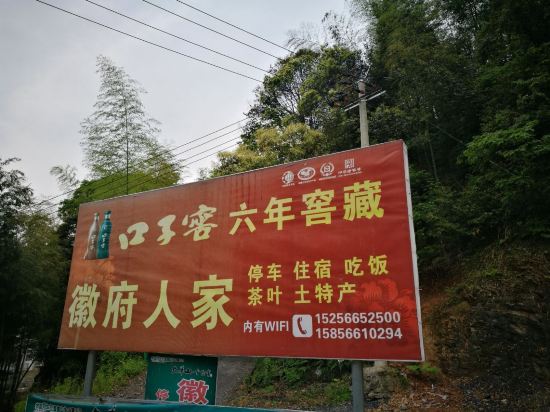 口子窖 六年窖藏
徽府人家
停车 住宿 吃饭
茶叶 土特产
内有WIFI
15256652500
15856610294
徽